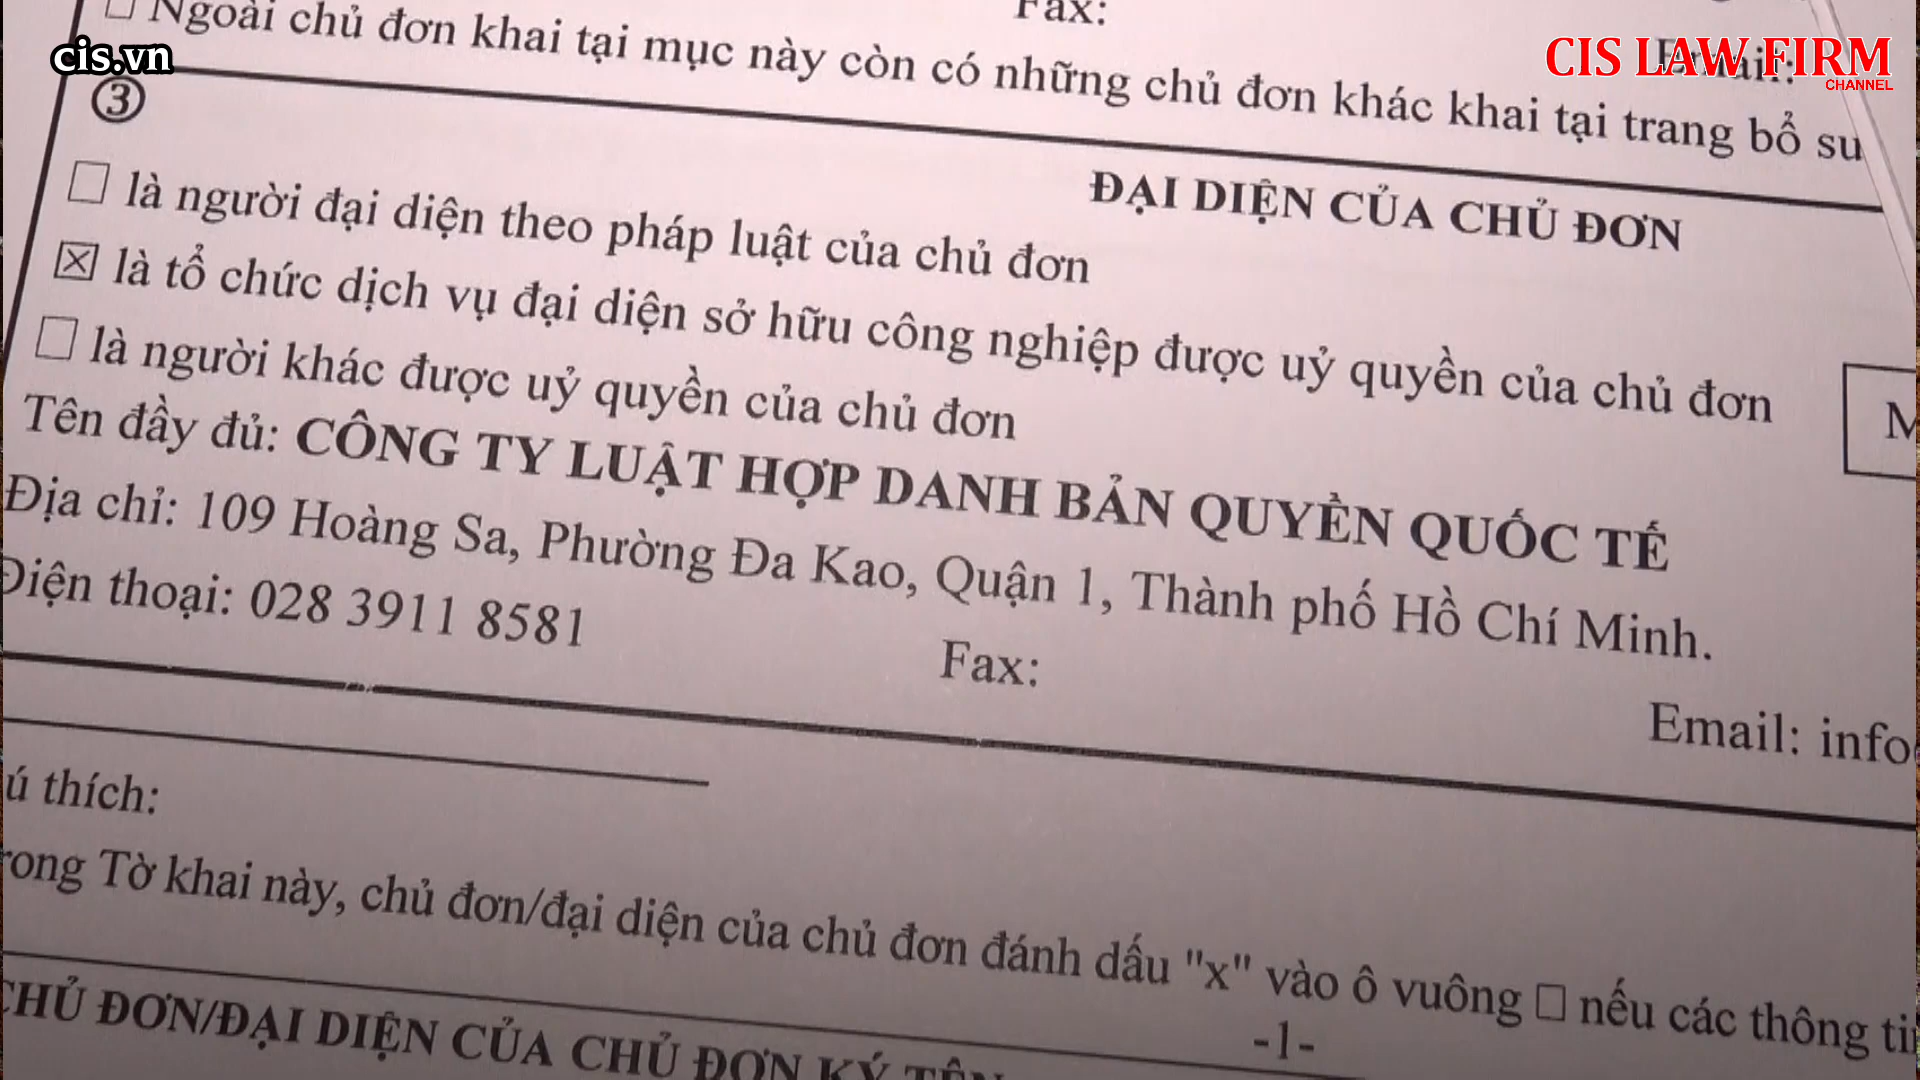 Fax:
□ Ngoài chủ đơn khai tại mục này còn có những chủ đơn khác khai tại trang bổ su
cis.vn
CIS LAW FIRM
CHANNEL
Email:
③
ĐẠI DIỆN CỦA CHỦ ĐƠN
□ là người đại diện theo pháp luật của chủ đơn
☒ là tổ chức dịch vụ đại diện sở hữu công nghiệp được uỷ quyền của chủ đơn
□ là người khác được uỷ quyền của chủ đơn
Tên đầy đủ: CÔNG TY LUẬT HỢP DANH BẢN QUYỀN QUỐC TẾ
Địa chỉ: 109 Hoàng Sa, Phường Đa Kao, Quận 1, Thành phố Hồ Chí Minh.
Điện thoại: 028 3911 8581
Fax:
Email: info
ú thích:
rong Tờ khai này, chủ đơn/đại diện của chủ đơn đánh dấu "x" vào ô vuông □ nếu các thông ti
-1-
CHỦ ĐƠN/ĐẠI DIỆN CỦA CHỦ ĐƠN KÝ TÊN